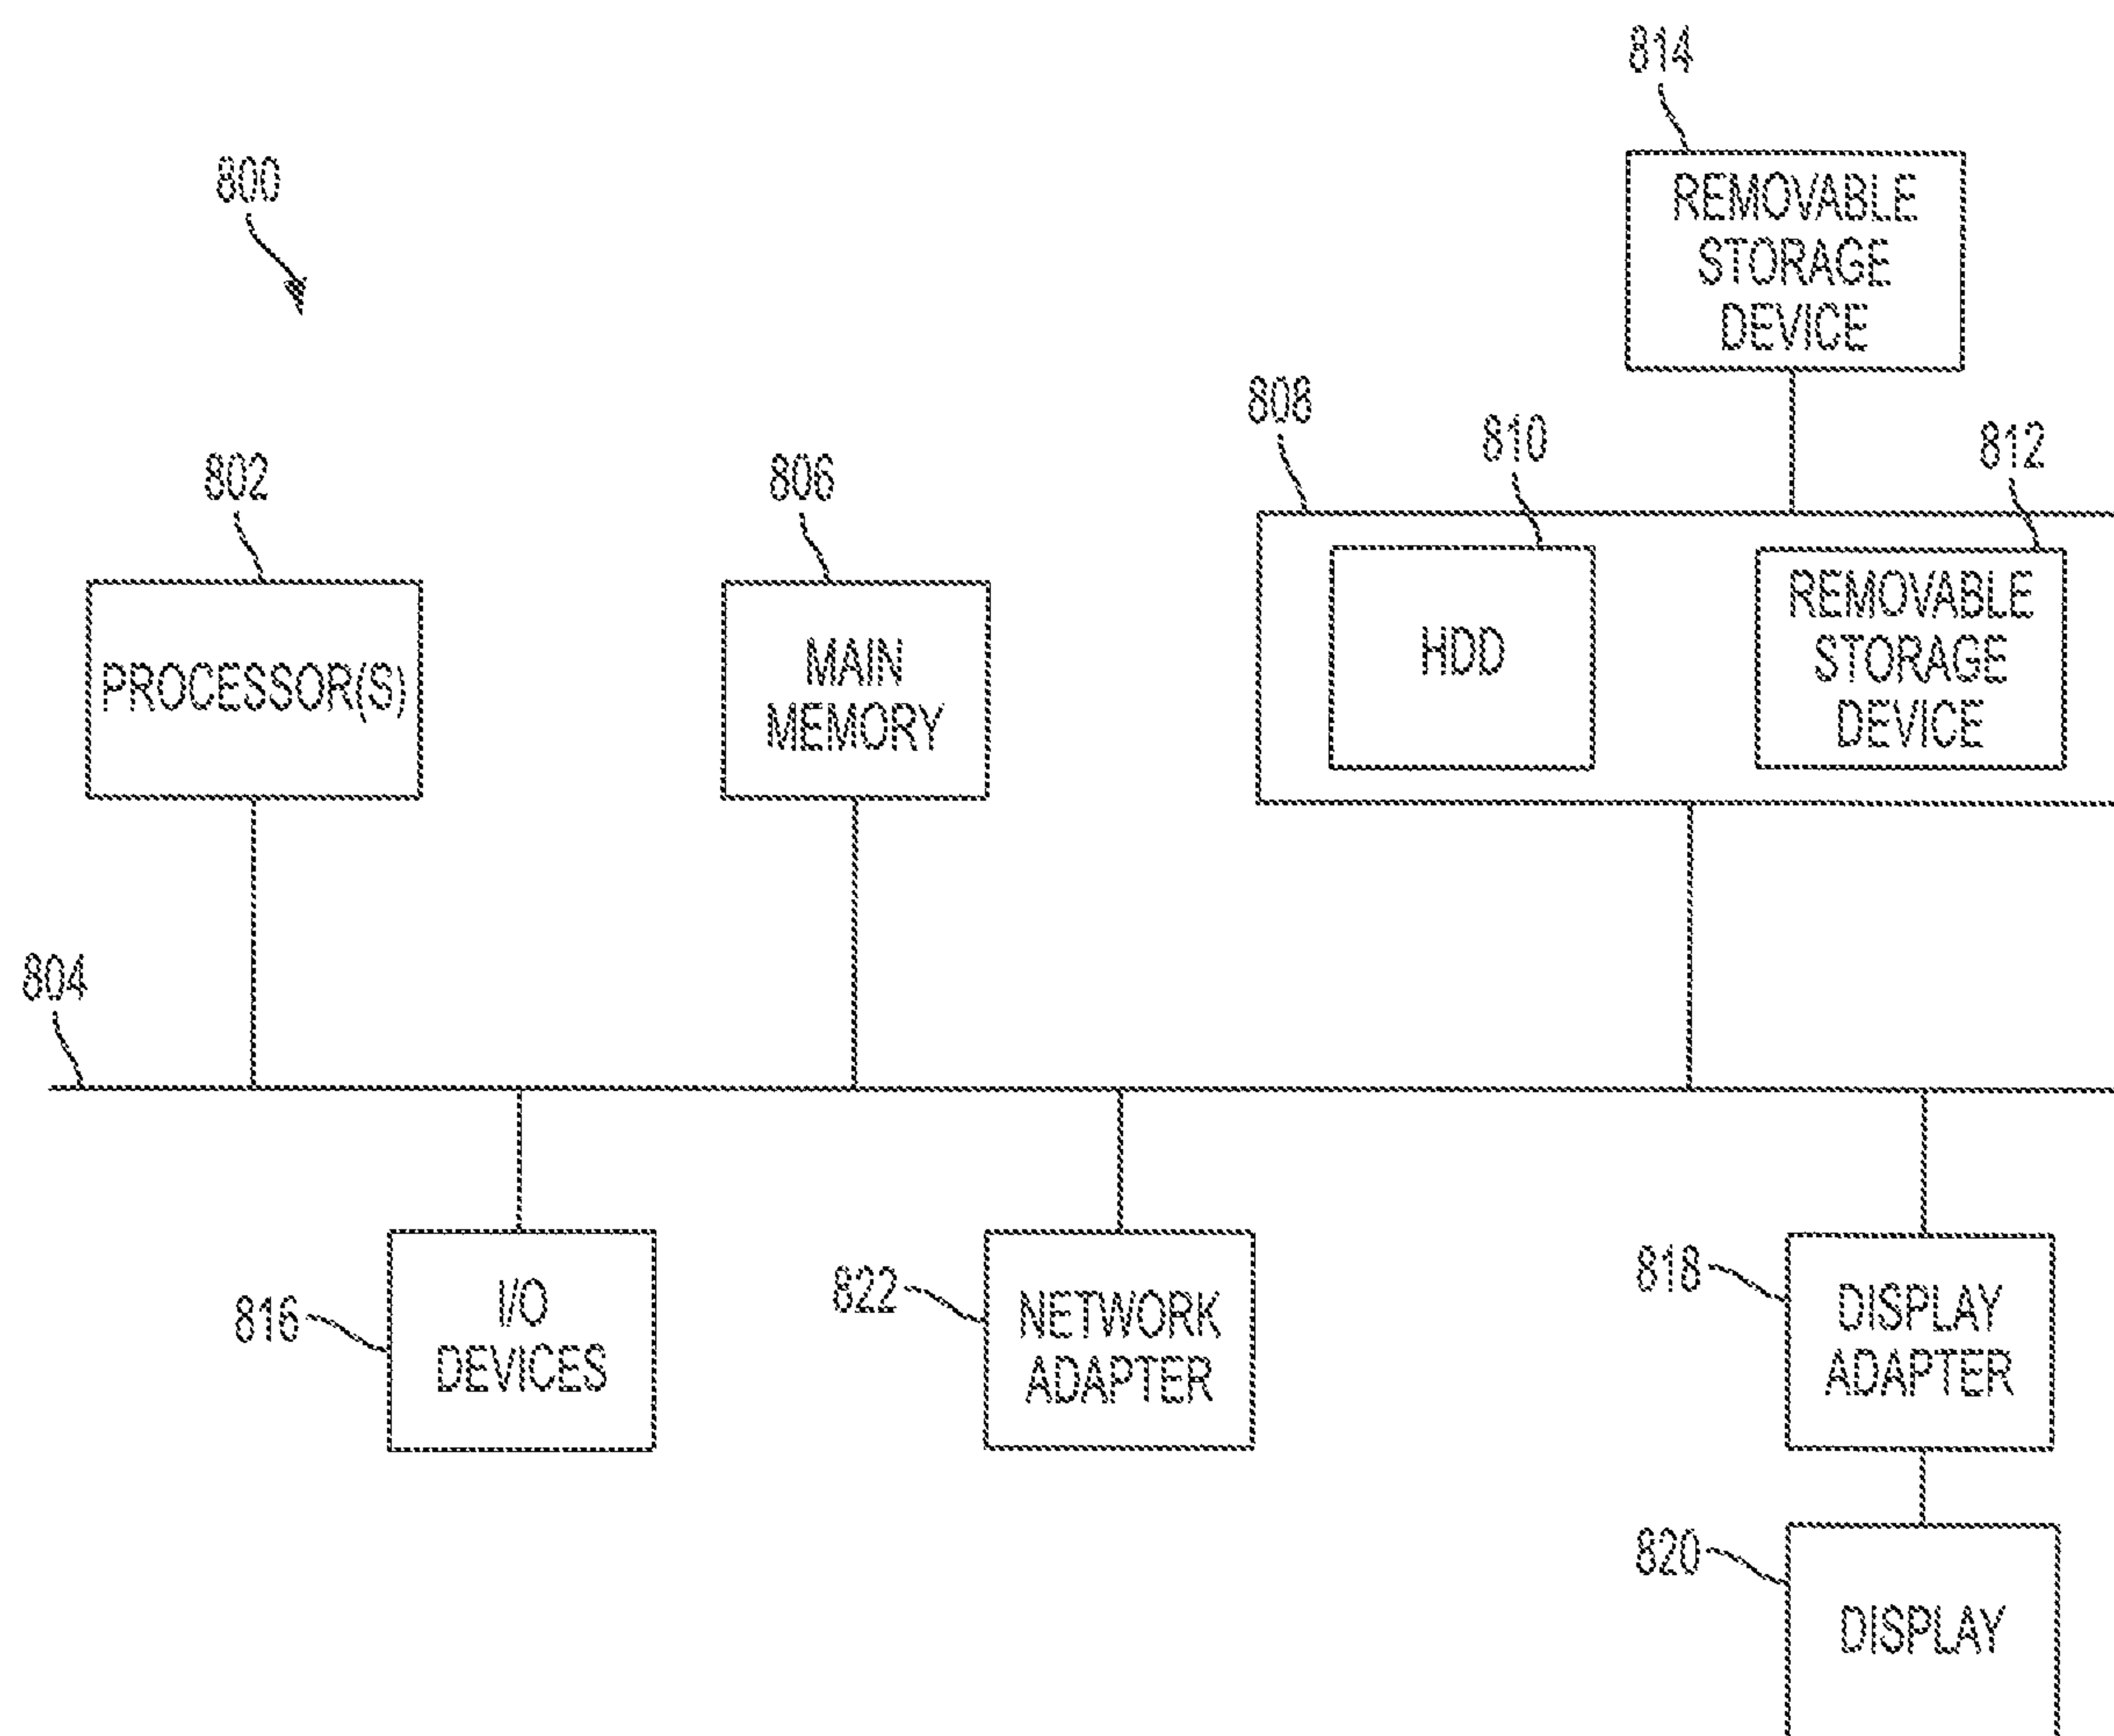 814
REMOVABLE
STORAGE
DEVICE
800
808
810
812
802
806
PROCESSOR(S)
MAIN
MEMORY
HDD
REMOVABLE
STORAGE
DEVICE
804
816
I/O
DEVICES
822
NETWORK
ADAPTER
818
DISPLAY
ADAPTER
820
DISPLAY